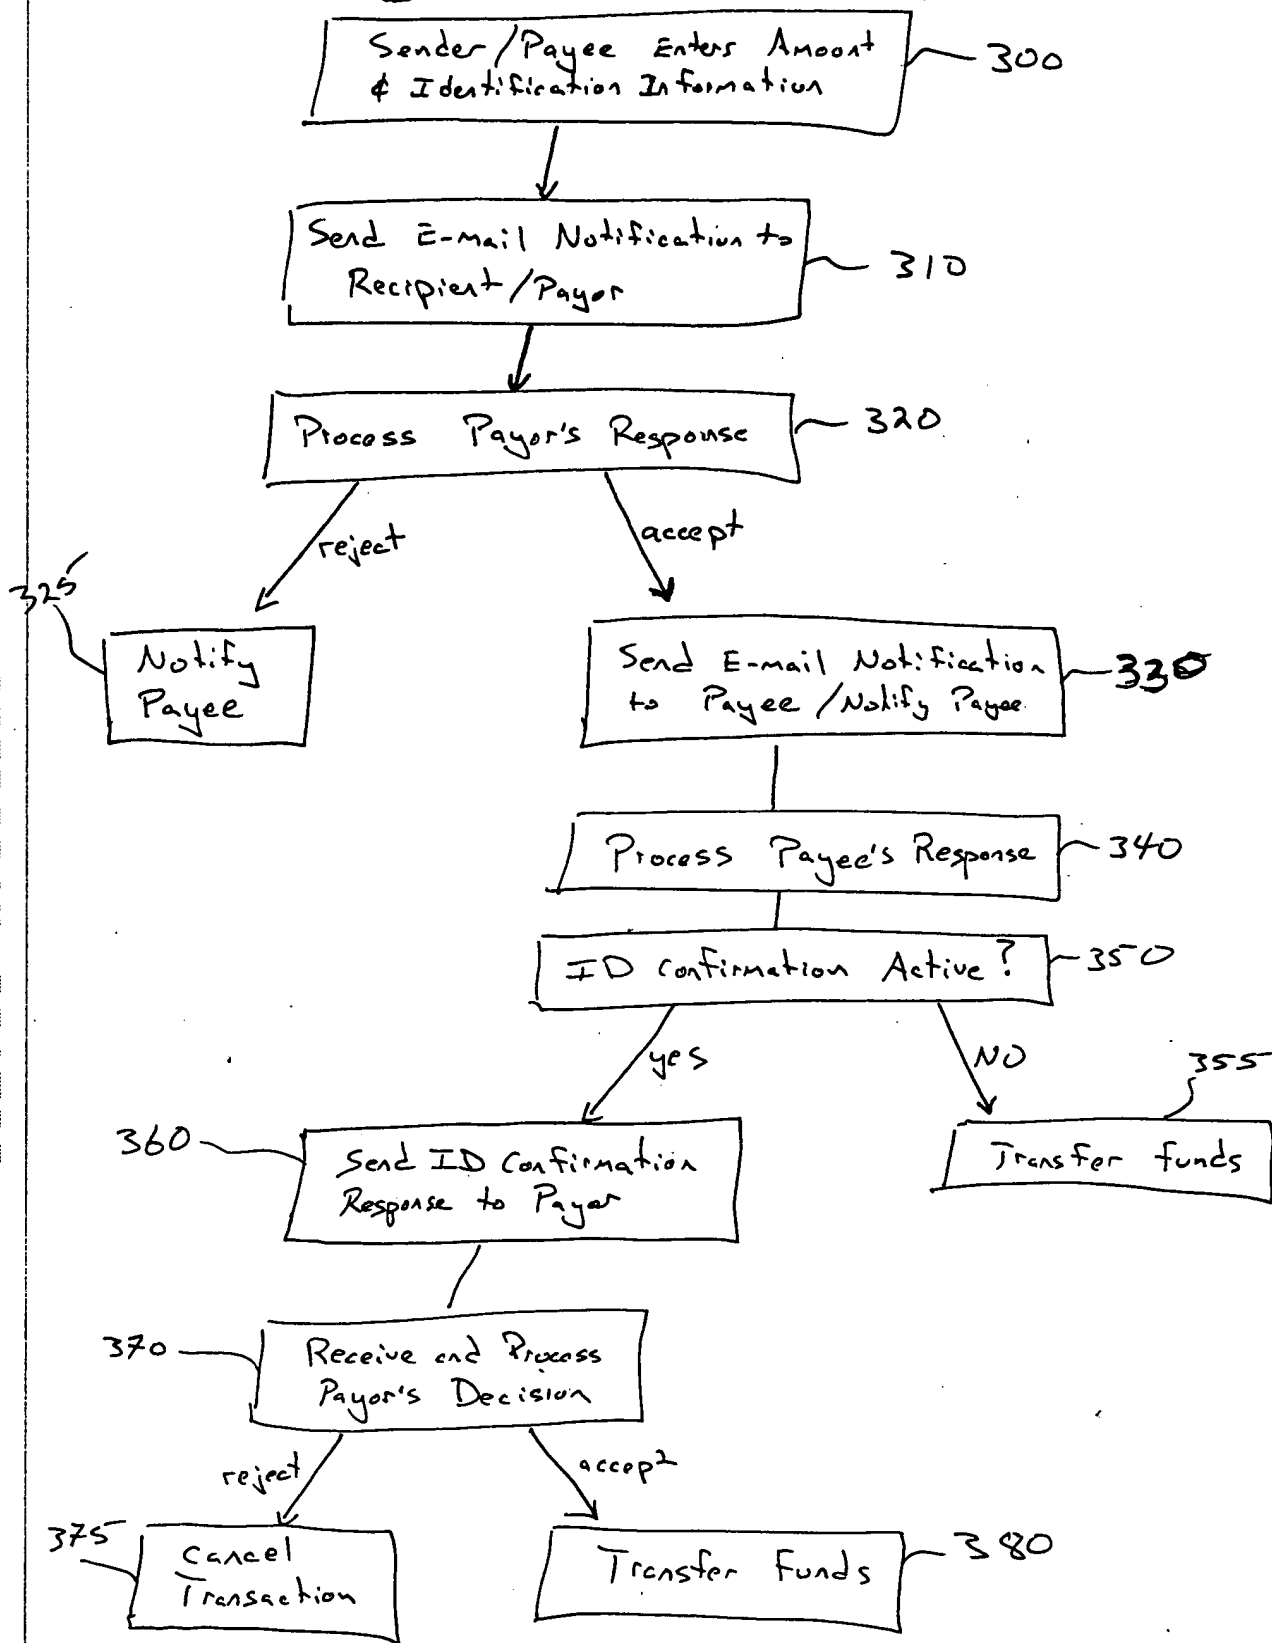 Sender/Payee Enters Amount
& Identification Information
300
Send E-mail Notification to
Recipient/Payor
310
Process Payor's Response
320
reject
accept
325
Notify
Payee
Send E-mail Notification
to Payee/Notify Payee
330
Process Payee's Response
340
ID Confirmation Active?
350
yes
NO
355
360
Send ID Confirmation
Response to Payor
Transfer funds
370
Receive and Process
Payor's Decision
reject
accept
375
Cancel
Transaction
Transfer Funds
380